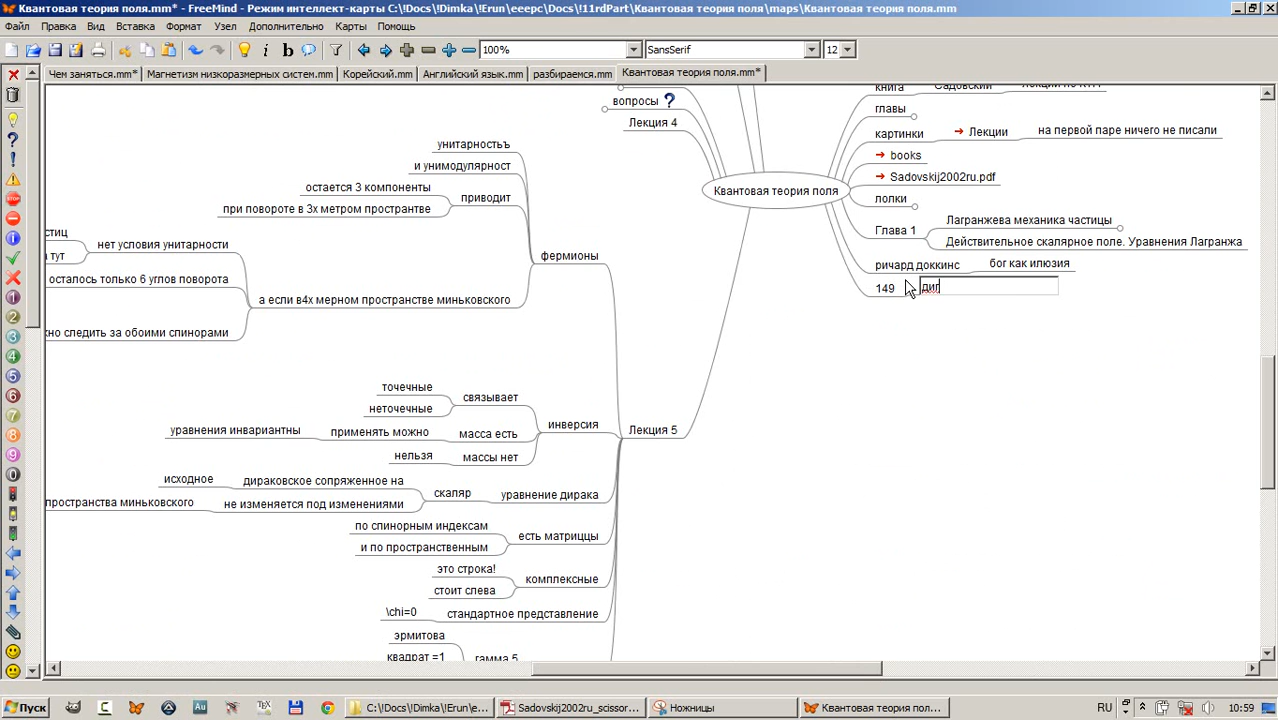 Квантовая теория поля.mm* - FreeMind - Режим интеллект-карты C:\!Docs\!Dimka\!Erun\!eeepc\!Docs\!11rdPart\Квантовая теория поля\maps\Квантовая теория поля.mm
Файл Правка Вид Вставка Формат Узел Дополнительно Карты Помощь
100% SansSerif 12
Чем заняться.mm* Магнетизм низкоразмерных систем.mm Корейский.mm Английский язык.mm разбираемся.mm Квантовая теория поля.mm*
вопросы
Лекция 4
унитарностьъ
и унимодулярност
остается 3 компоненты
приводит
при повороте в 3х метром пространтве
нет условия унитарности
фермионы
осталось только 6 углов поворота
а если в4х мерном пространстве миньковского
следить за обоими спинорами
точечные
связывает
неточечные
инверсия
уравнения инвариантны
применять можно
масса есть
нельзя
массы нет
Лекция 5
исходное
дираковское сопряженное на
скаляр
уравнение дирака
пространства миньковского
не изменяется под изменениями
по спинорным индексам
есть матриццы
и по пространственным
это строка!
комплексные
стоит слева
\chi=0
стандартное представление
эрмитова
квадрат =1
гамма 5
Квантовая теория поля
книга
Садовский
главы
картинки
Лекции
на первой паре ничего не писали
books
Sadovskij2002ru.pdf
лолки
Лагранжева механика частицы
Глава 1
Действительное скалярное поле. Уравнения Лагранжа
ричард доккинс
бог как илюзия
149
диг
Пуск C:\!Docs\!Dimka\!Erun\!e... Sadovskij2002ru_scissor... Ножницы Квантовая теория пол... RU 10:59